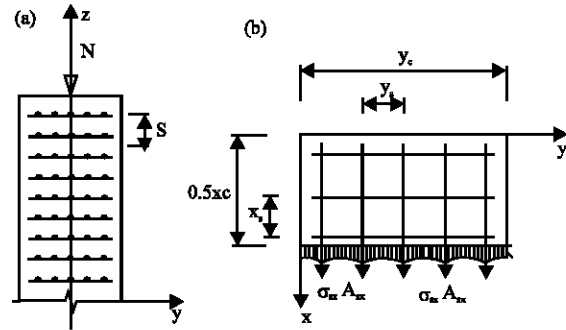 (a)
z
N
S
y
(b)
y_c
y_s
y
0.5xc
x_s
σ_sx A_sx
σ_sx A_sx
x